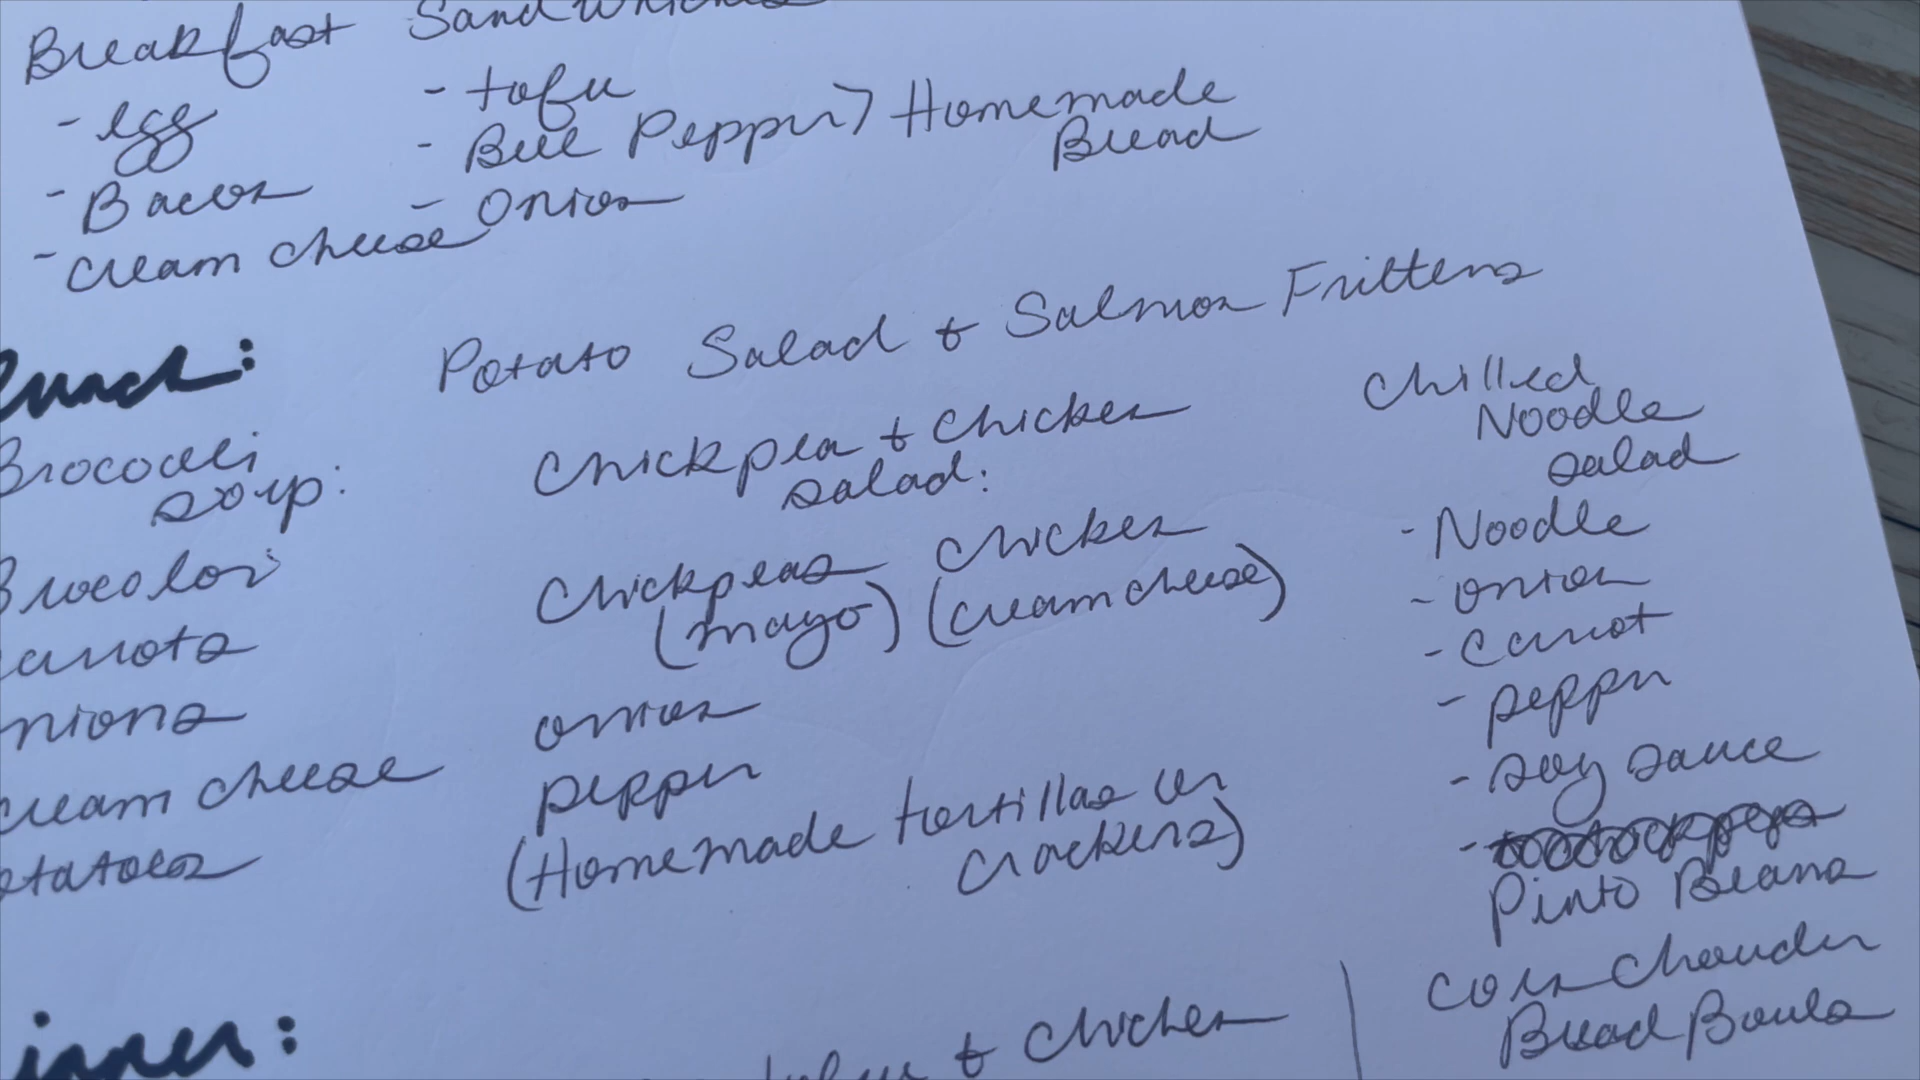 Breakfast Sandwiches
- egg
- Bacon
- cream cheese
- tofu
- Bell Pepper > Homemade
Bread
- Onion
Lunch:
Potato Salad & Salmon Fritters
Brocooli
soup:
Brocoloi
carrots
onions
cream cheese
potatoes
Chickpea & Chicken
salad:
Chickpeas chicken
(mayo) (cream cheese)
onion
pepper
(Homemade tortillas or
crackers)
Chilled
Noodle
salad
- Noodle
- onion
- carrot
- pepper
- soy sauce
-
Pinto Beans
Dinner:
& Chicken
Corn Chowder
Bread Bowls